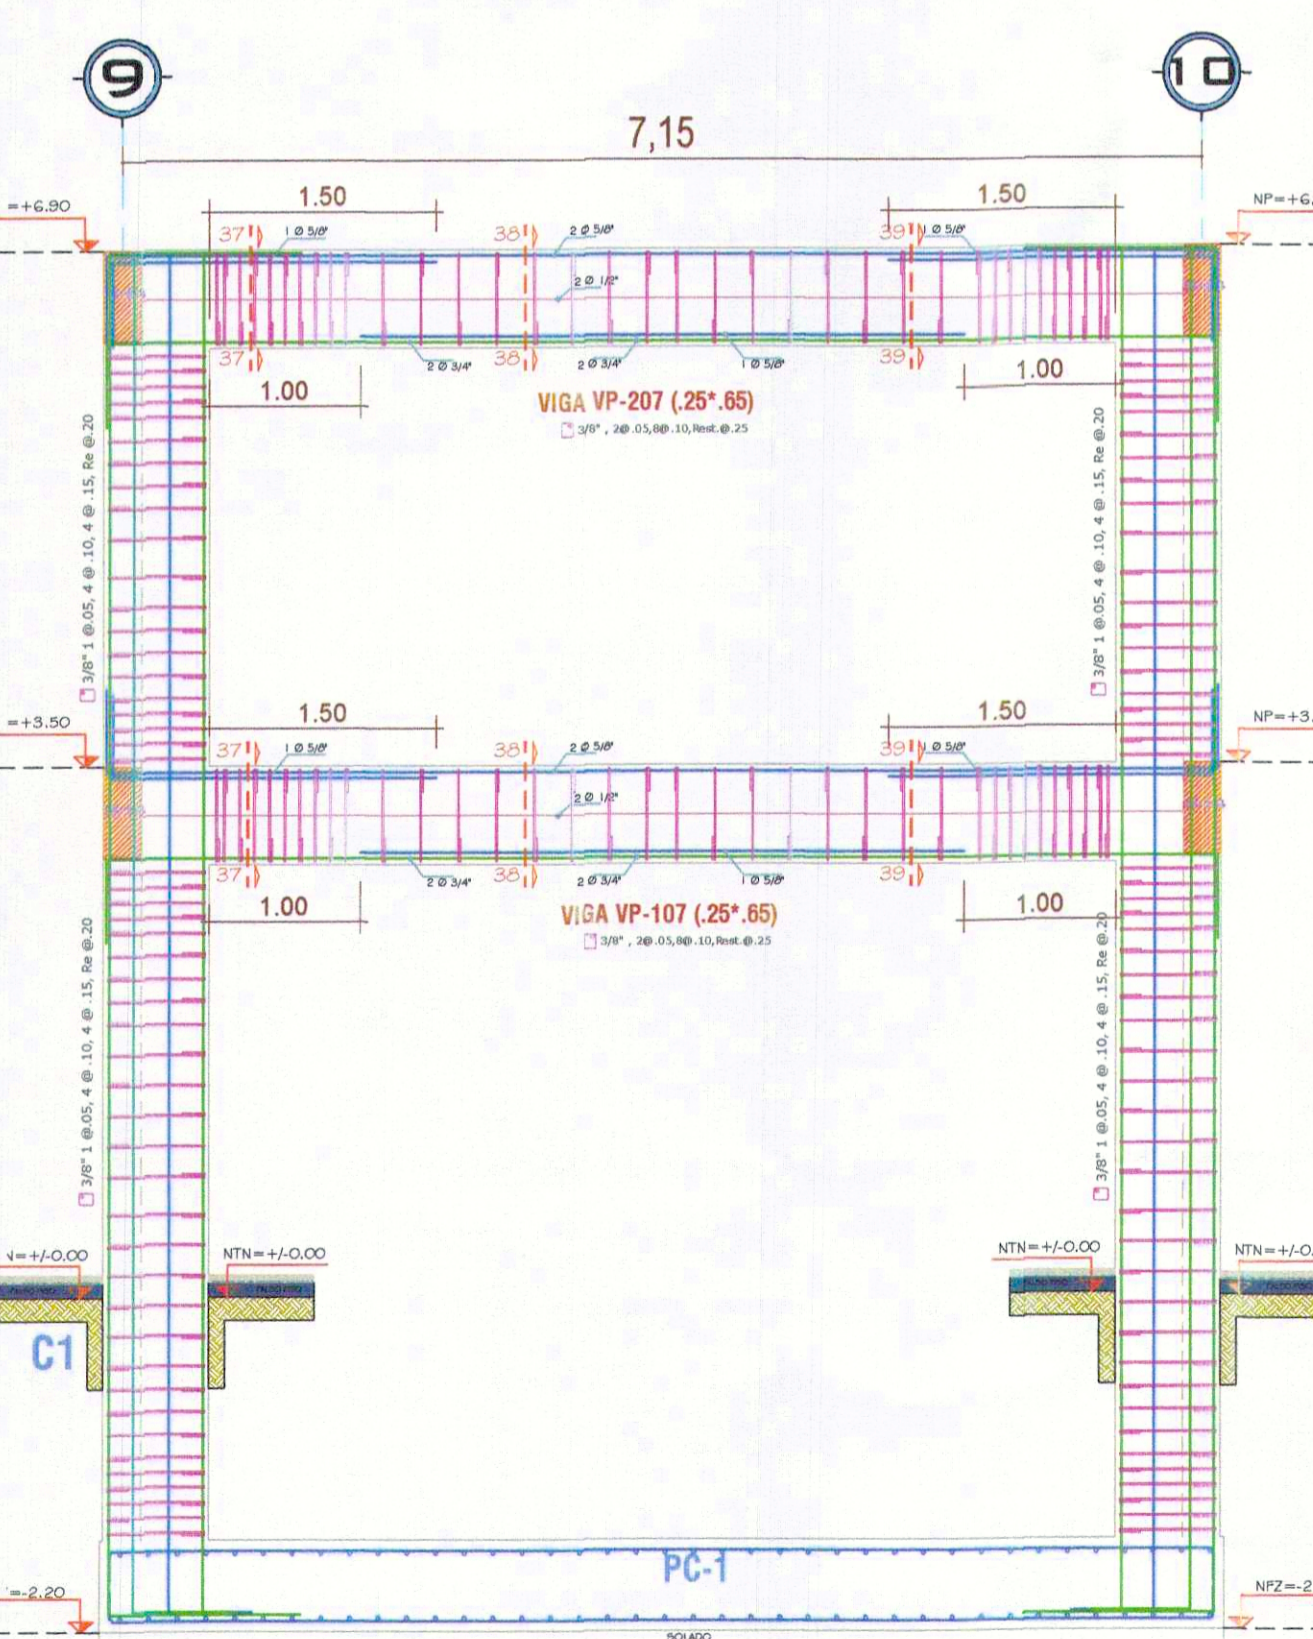 9
10
7,15
1.50
1.50
=+6.90
NP=+6.
37
1 Ø 5/8"
38
2 Ø 5/8"
39
1 Ø 5/8"
2 Ø 1/2"
37
2 Ø 3/4"
38
2 Ø 3/4"
1 Ø 5/8"
39
1.00
1.00
VIGA VP-207 (.25*.65)
3/8" , 2@.05,8@.10,Rest.@.25
3/8" 1 @.05, 4 @ .10, 4 @ .15, Re @.20
3/8" 1 @.05, 4 @ .10, 4 @ .15, Re @.20
1.50
1.50
=+3.50
NP=+3.
37
1 Ø 5/8"
38
2 Ø 5/8"
39
1 Ø 5/8"
2 Ø 1/2"
37
2 Ø 3/4"
38
2 Ø 3/4"
1 Ø 5/8"
39
1.00
1.00
VIGA VP-107 (.25*.65)
3/8" , 2@.05,8@.10,Rest.@.25
3/8" 1 @.05, 4 @ .10, 4 @ .15, Re @.20
3/8" 1 @.05, 4 @ .10, 4 @ .15, Re @.20
=+/-0.00
NTN=+/-0.00
NTN=+/-0.00
NTN=+/-0.
C1
PC-1
=-2.20
NFZ=-2
SOLADO